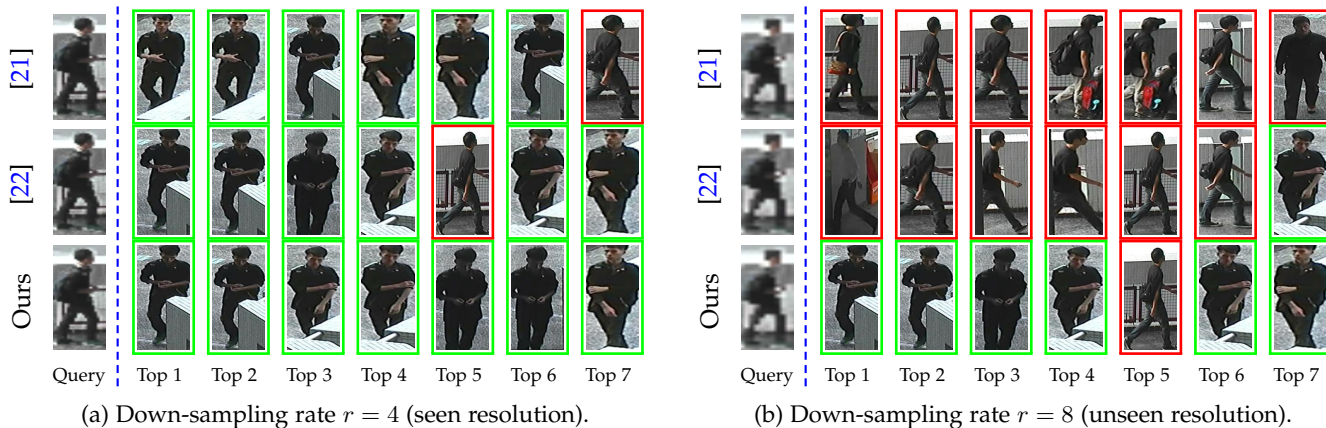 [21]
[22]
Ours
Query Top 1 Top 2 Top 3 Top 4 Top 5 Top 6 Top 7
(a) Down-sampling rate r = 4 (seen resolution).
[21]
[22]
Ours
Query Top 1 Top 2 Top 3 Top 4 Top 5 Top 6 Top 7
(b) Down-sampling rate r = 8 (unseen resolution).